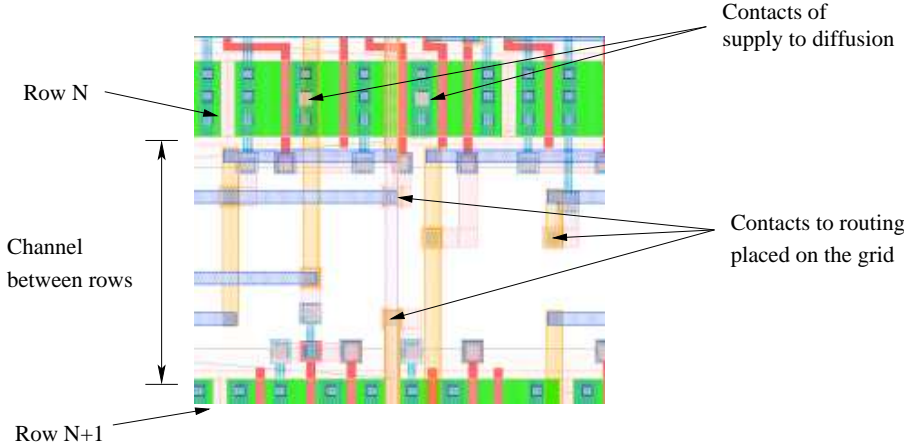 Contacts of
supply to diffusion
Row N
Channel
between rows
Contacts to routing
placed on the grid
Row N+1